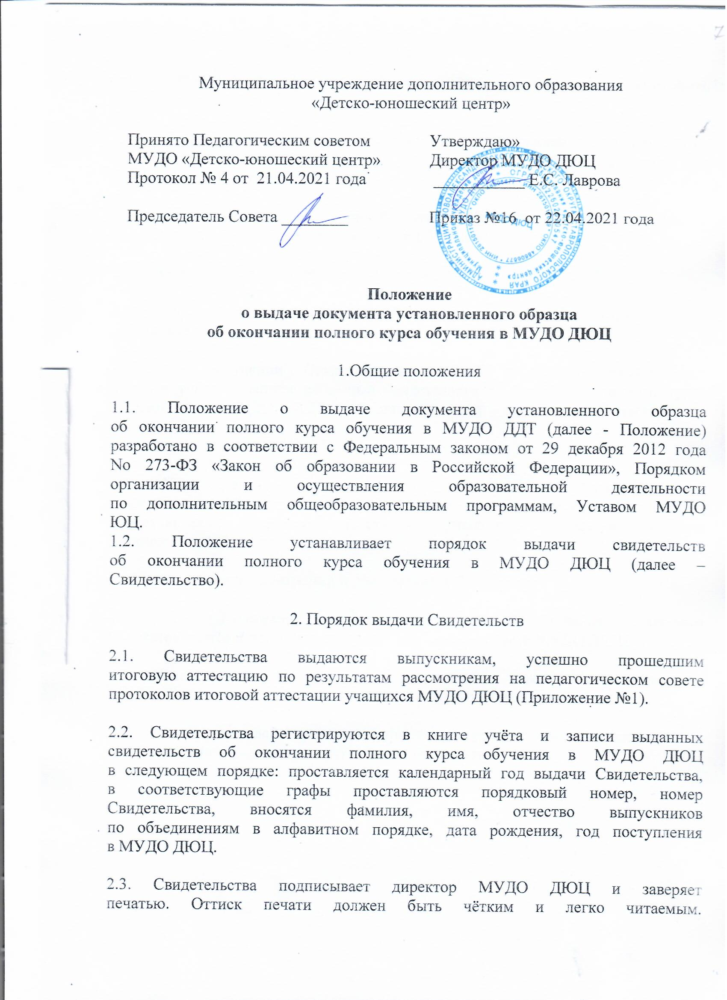 Муниципальное учреждение дополнительного образования
«Детско-юношеский центр»
Принято Педагогическим советом
МУДО «Детско-юношеский центр»
Протокол № 4 от 21.04.2021 года
Председатель Совета
Утверждаю»
Директор МУДО ДЮЦ
Е.С. Лаврова
Приказ №16 от 22.04.2021 года
Положение
о выдаче документа установленного образца
об окончании полного курса обучения в МУДО ДЮЦ
1.Общие положения
1.1. Положение о выдаче документа установленного образца
об окончании полного курса обучения в МУДО ДДТ (далее - Положение)
разработано в соответствии с Федеральным законом от 29 декабря 2012 года
No 273-ФЗ «Закон об образовании в Российской Федерации», Порядком
организации и осуществления образовательной деятельности
по дополнительным общеобразовательным программам, Уставом МУДО
ЮЦ.
1.2. Положение устанавливает порядок выдачи свидетельств
об окончании полного курса обучения в МУДО ДЮЦ (далее –
Свидетельство).
2. Порядок выдачи Свидетельств
2.1. Свидетельства выдаются выпускникам, успешно прошедшим
итоговую аттестацию по результатам рассмотрения на педагогическом совете
протоколов итоговой аттестации учащихся МУДО ДЮЦ (Приложение №1).
2.2. Свидетельства регистрируются в книге учёта и записи выданных
свидетельств об окончании полного курса обучения в МУДО ДЮЦ
в следующем порядке: проставляется календарный год выдачи Свидетельства,
в соответствующие графы проставляются порядковый номер, номер
Свидетельства, вносятся фамилия, имя, отчество выпускников
по объединениям в алфавитном порядке, дата рождения, год поступления
в МУДО ДЮЦ.
2.3. Свидетельства подписывает директор МУДО ДЮЦ и заверяет
печатью. Оттиск печати должен быть чётким и легко читаемым.